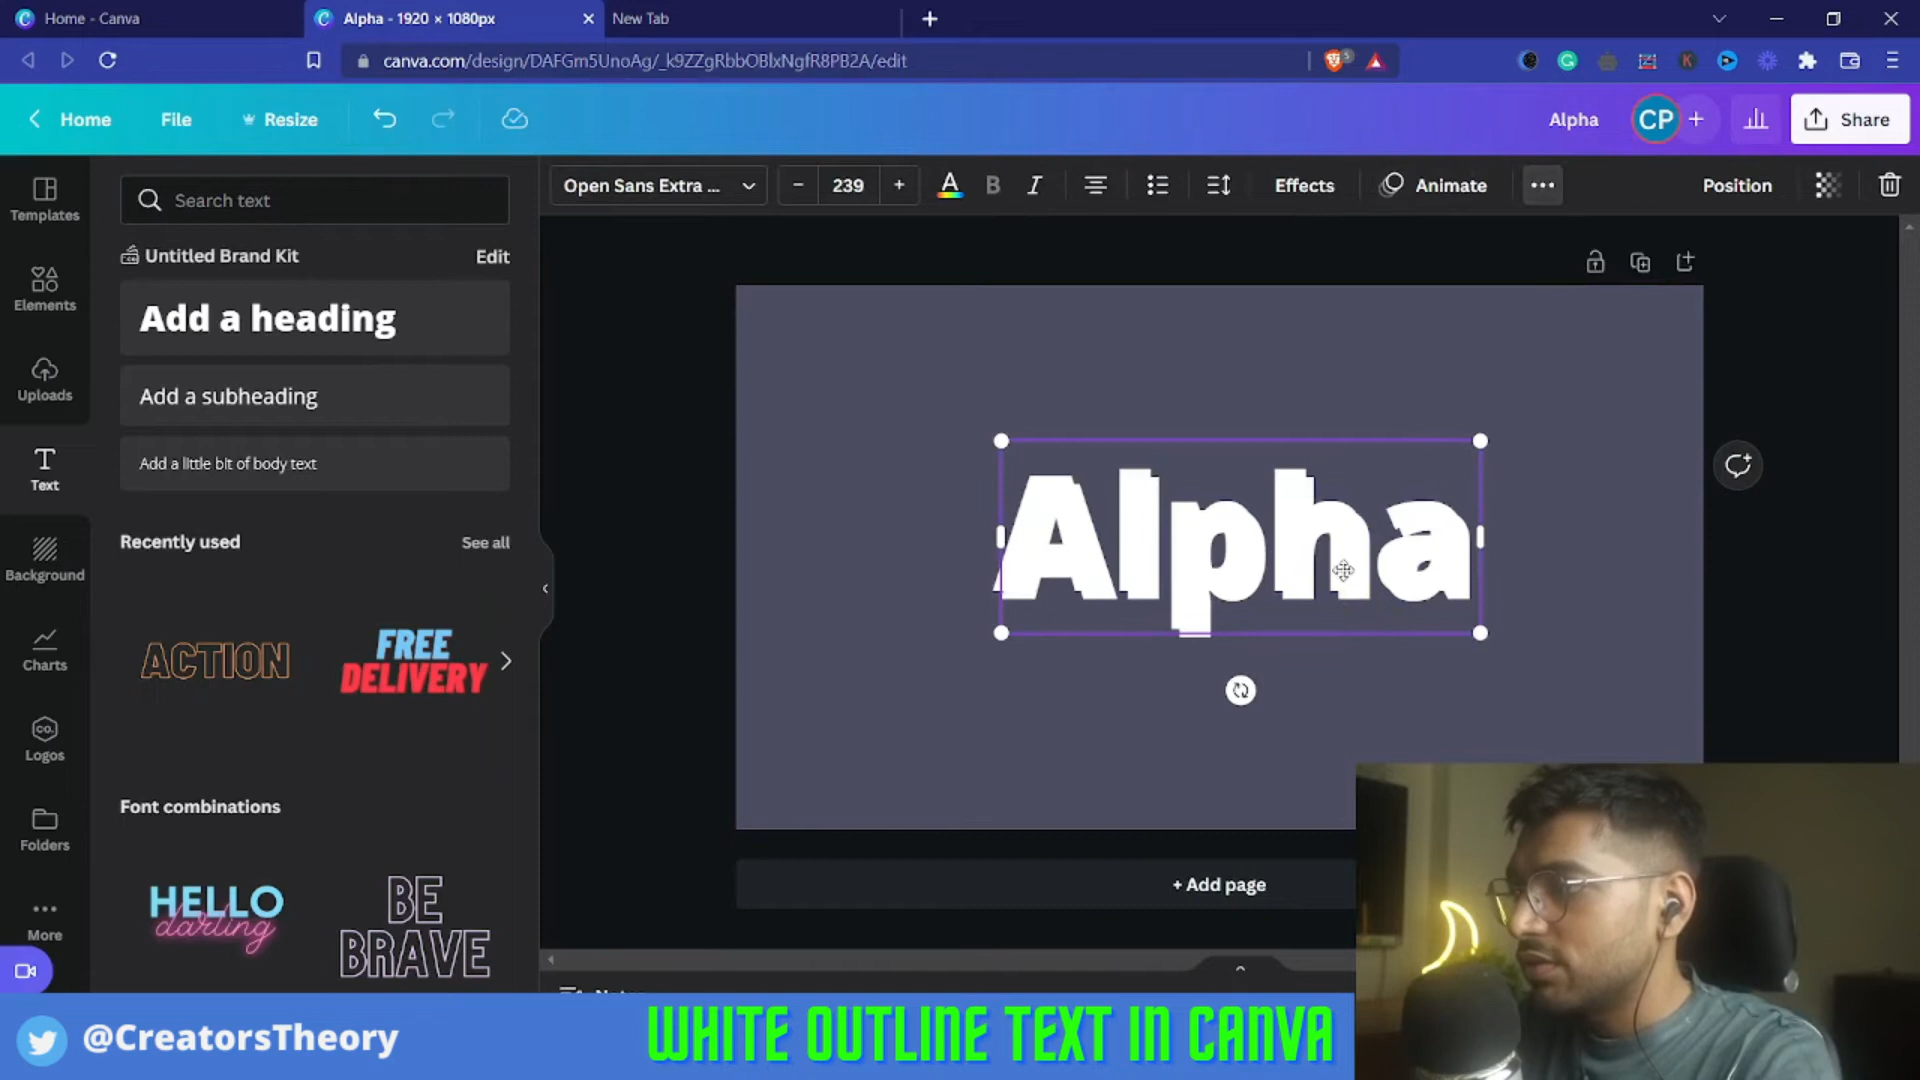 Home - Canva
Alpha - 1920 × 1080px
New Tab
canva.com/design/DAFGm5UnoAg/_k9ZZgRbbOBlxNgfR8PB2A/edit
5
Home
File
Resize
Alpha
CP
Share
Templates
Elements
Uploads
Text
Background
Charts
Logos
CO.
Folders
More
Search text
Untitled Brand Kit
Edit
Add a heading
Add a subheading
Add a little bit of body text
Recently used
See all
ACTION
FREE
DELIVERY
Font combinations
HELLO
darling
BE
BRAVE
Open Sans Extra ...
239
A
B
I
Effects
Animate
Position
Alpha
+ Add page
@CreatorsTheory
WHITE OUTLINE TEXT IN CANVA